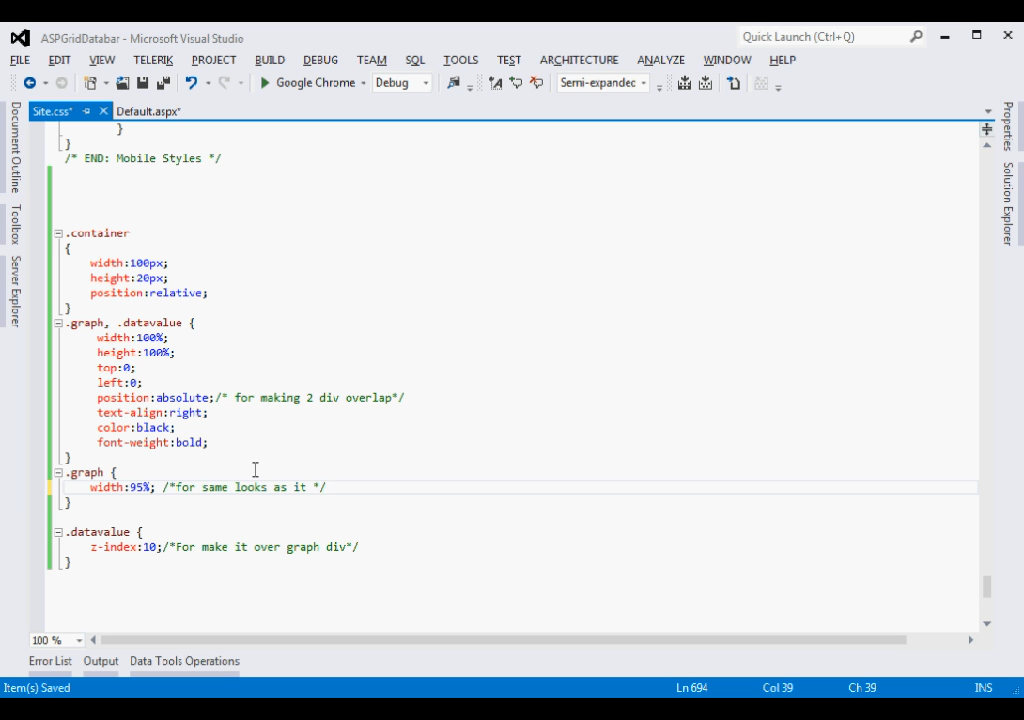 ASPGridDatabar - Microsoft Visual Studio
Quick Launch (Ctrl+Q)
FILE EDIT VIEW TELERIK PROJECT BUILD DEBUG TEAM SQL TOOLS TEST ARCHITECTURE ANALYZE WINDOW HELP
Google Chrome Debug Semi-expanded
Site.css* Default.aspx*
Document Outline
Toolbox
Server Explorer
Properties
Solution Explorer
}
}
/* END: Mobile Styles */
.container
{
width:100px;
height:20px;
position:relative;
}
.graph, .datavalue {
width:100%;
height:100%;
top:0;
left:0;
position:absolute;/* for making 2 div overlap*/
text-align:right;
color:black;
font-weight:bold;
}
.graph {
width:95%; /*for same looks as it */
}
.datavalue {
z-index:10;/*For make it over graph div*/
}
100 %
Error List Output Data Tools Operations
Item(s) Saved Ln 694 Col 39 Ch 39 INS